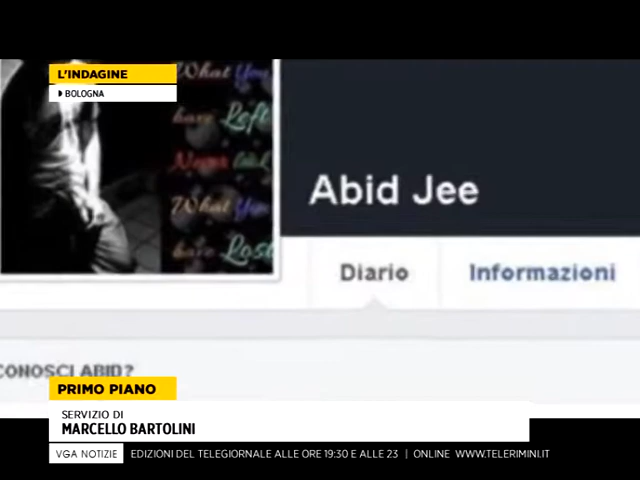 L'INDAGINE
BOLOGNA
What You
have Left
Never
What You
have Lost
Abid Jee
Diario Informazioni
CONOSCI ABID?
PRIMO PIANO
SERVIZIO DI
MARCELLO BARTOLINI
VGA NOTIZIE EDIZIONI DEL TELEGIORNALE ALLE ORE 19:30 E ALLE 23 | ONLINE WWW.TELERIMINI.IT